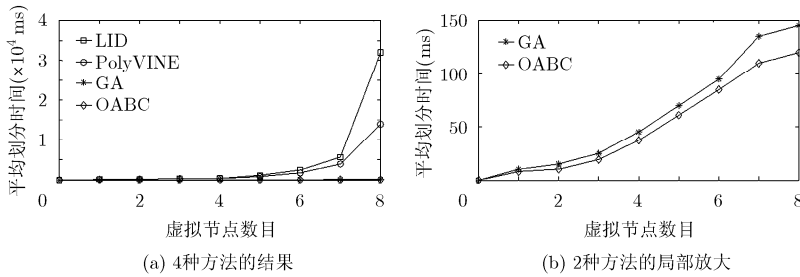 平均划分时间(×10⁴ ms)
4
3
2
1
0
LID
PolyVINE
GA
OABC
2
4
6
8
虚拟节点数目
(a) 4种方法的结果
平均划分时间(ms)
150
100
50
0
GA
OABC
2
4
6
8
虚拟节点数目
(b) 2种方法的局部放大